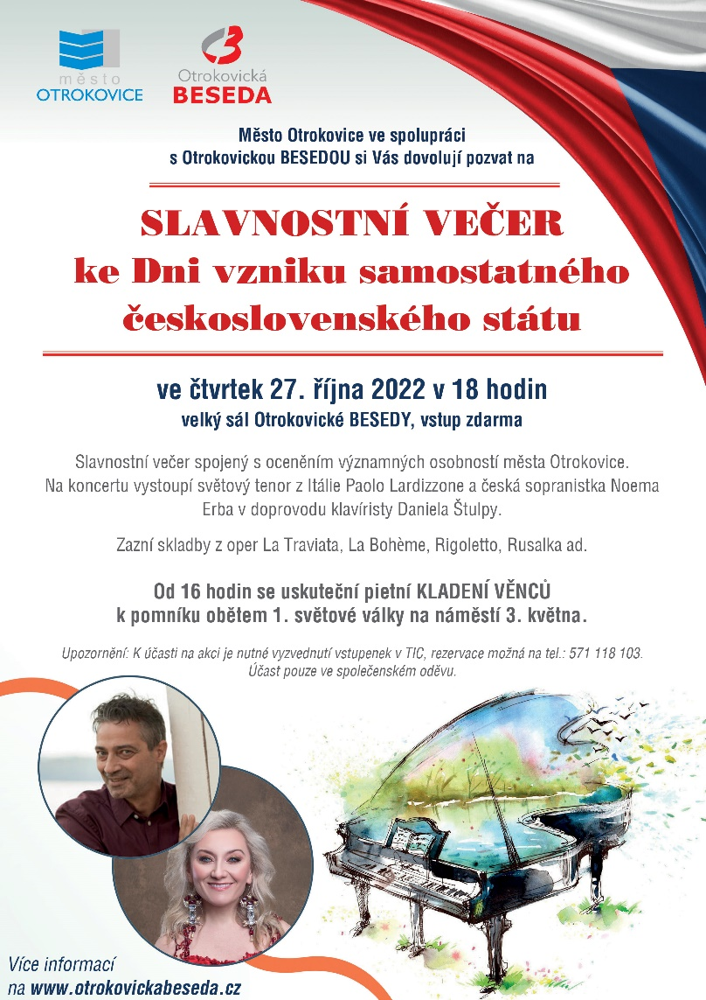 město
OTROKOVICE
Otrokovická
BESEDA
Město Otrokovice ve spolupráci
s Otrokovickou BESEDOU si Vás dovolují pozvat na
SLAVNOSTNÍ VEČER
ke Dni vzniku samostatného
československého státu
ve čtvrtek 27. října 2022 v 18 hodin
velký sál Otrokovické BESEDY, vstup zdarma
Slavnostní večer spojený s oceněním významných osobností města Otrokovice.
Na koncertu vystoupí světový tenor z Itálie Paolo Lardizzone a česká sopranistka Noema
Erba v doprovodu klavíristy Daniela Štulpy.
Zazní skladby z oper La Traviata, La Bohème, Rigoletto, Rusalka ad.
Od 16 hodin se uskuteční pietní KLADENÍ VĚNCŮ
k pomníku obětem 1. světové války na náměstí 3. května.
Upozornění: K účasti na akci je nutné vyzvednutí vstupenek v TIC, rezervace možná na tel.: 571 118 103.
Účast pouze ve společenském oděvu.
Více informací
na www.otrokovickabeseda.cz